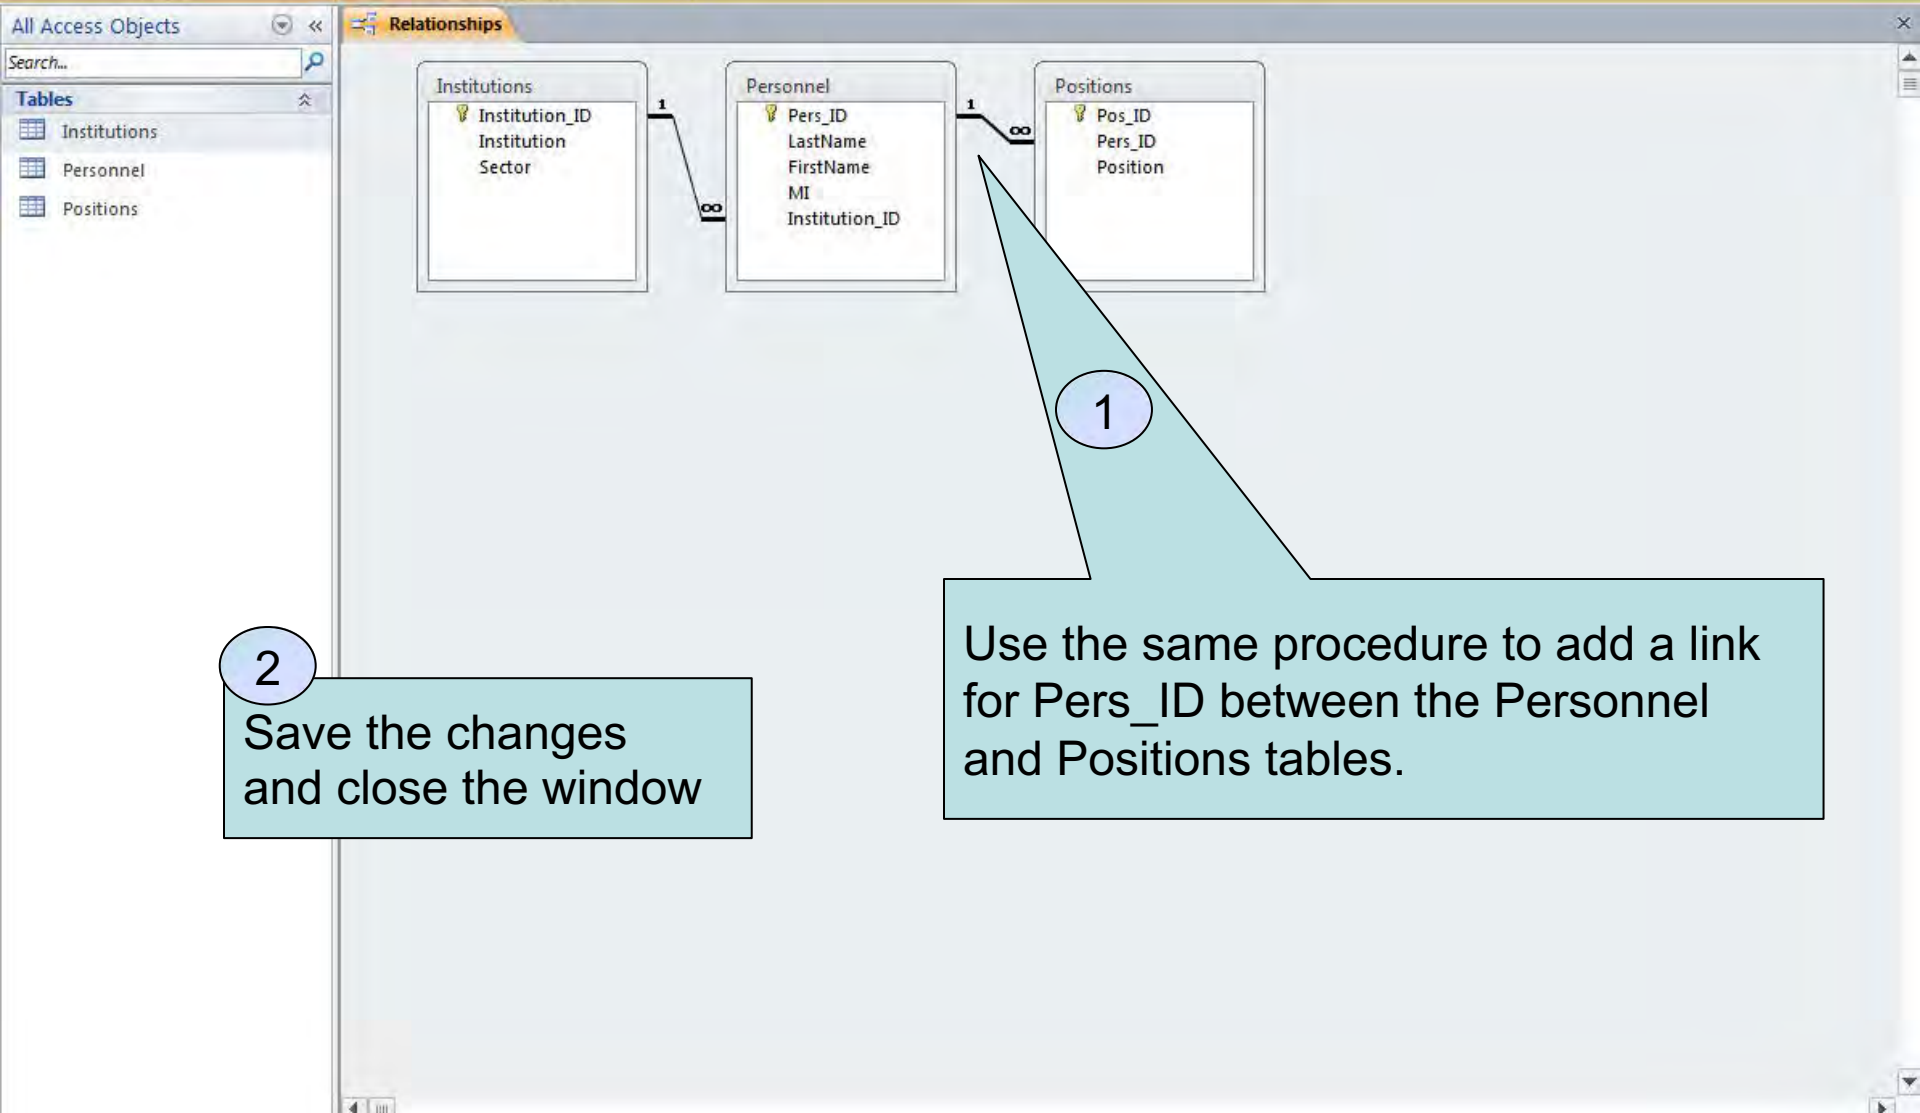 All Access Objects
Search...
Tables
Institutions
Personnel
Positions
Relationships
Institutions
Institution_ID
Institution
Sector
1
∞
Personnel
Pers_ID
LastName
FirstName
MI
Institution_ID
1
∞
Positions
Pos_ID
Pers_ID
Position
1
Use the same procedure to add a link
for Pers_ID between the Personnel
and Positions tables.
2
Save the changes
and close the window